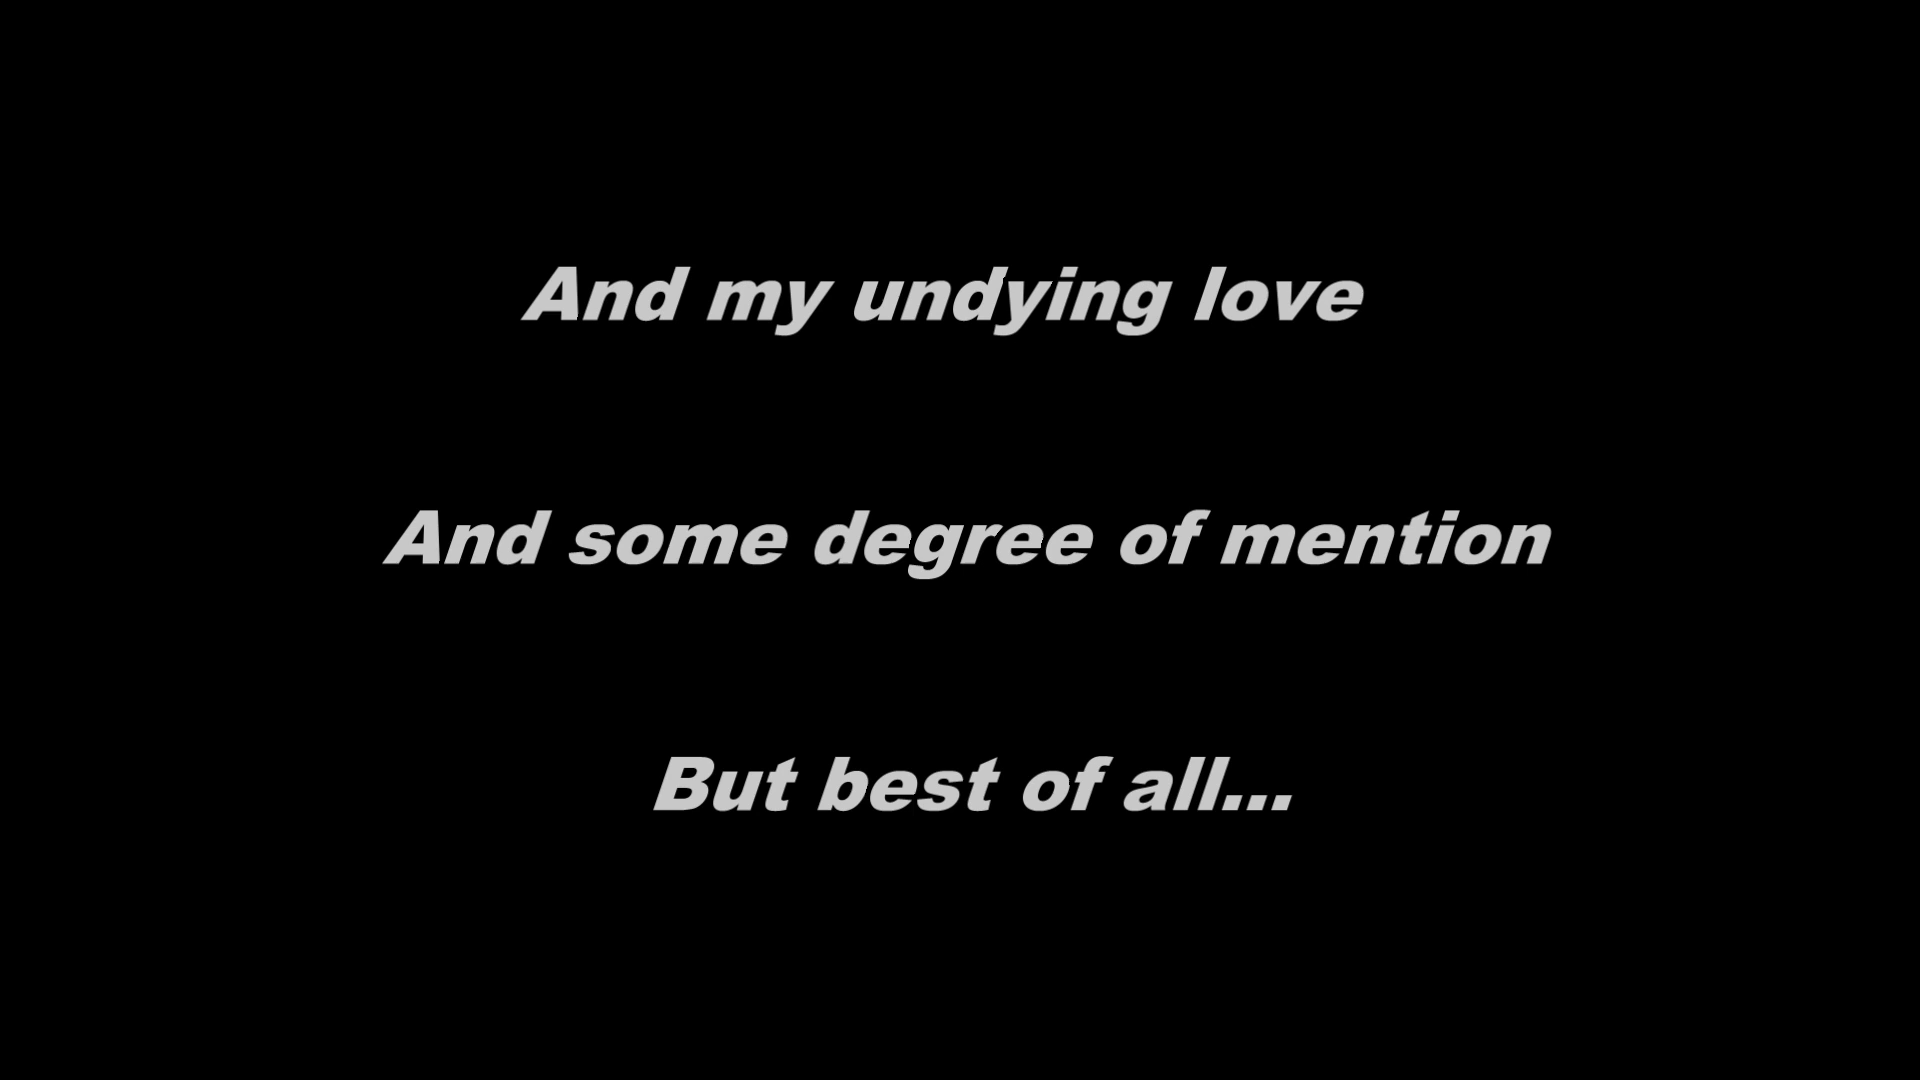 And my undying love
And some degree of mention
But best of all...